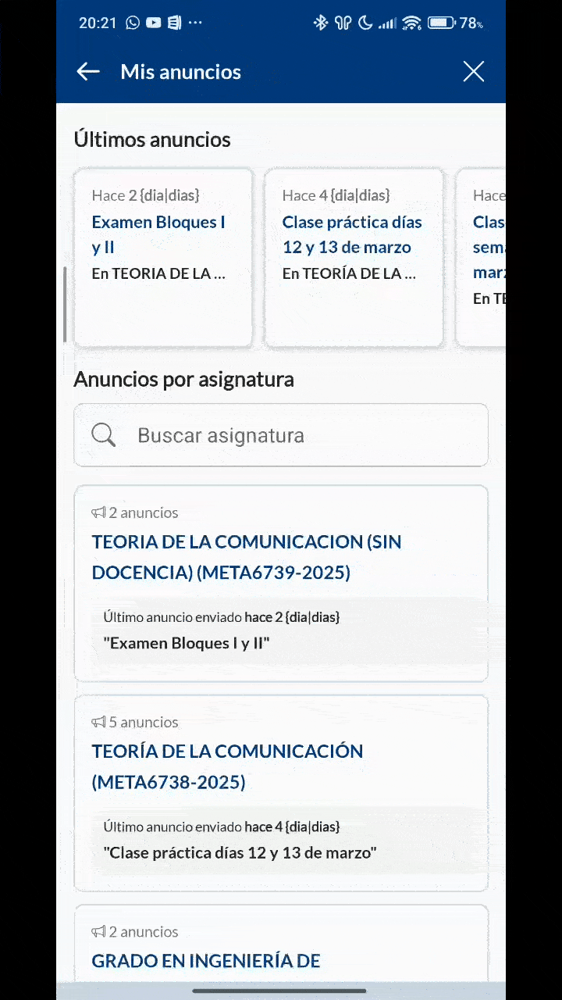 20:21 ... 78%
Mis anuncios
Últimos anuncios
Hace 2 {dia|dias}
Examen Bloques I
y II
En TEORIA DE LA ...
Hace 4 {dia|dias}
Clase práctica días
12 y 13 de marzo
En TEORÍA DE LA ...
Hace
Clas
sem
marz
En TE
Anuncios por asignatura
Buscar asignatura
2 anuncios
TEORIA DE LA COMUNICACION (SIN
DOCENCIA) (META6739-2025)
Último anuncio enviado hace 2 {dia|dias}
"Examen Bloques I y II"
5 anuncios
TEORÍA DE LA COMUNICACIÓN
(META6738-2025)
Último anuncio enviado hace 4 {dia|dias}
"Clase práctica días 12 y 13 de marzo"
2 anuncios
GRADO EN INGENIERÍA DE